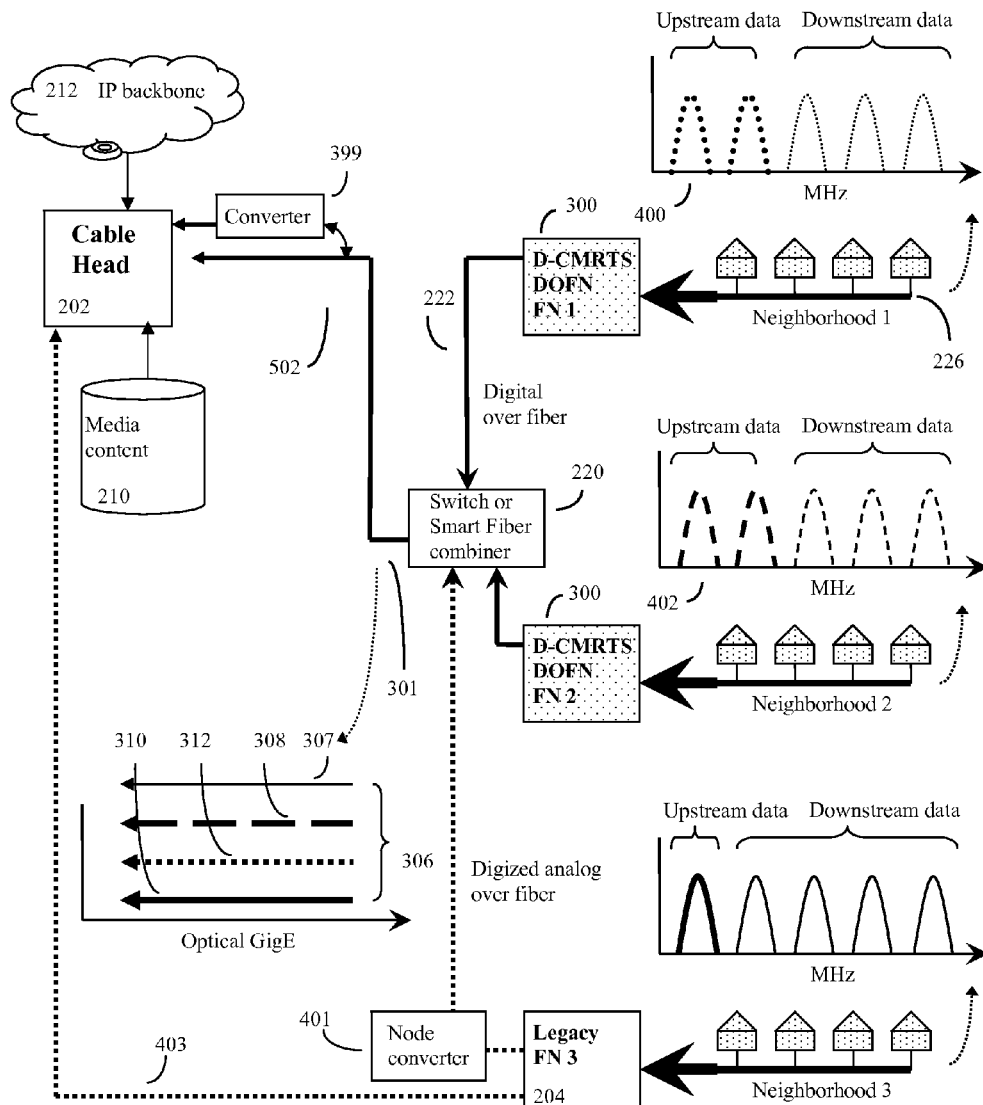 Upstream data
Downstream data
MHz
400
212 IP backbone
399
Converter
Cable
Head
202
502
222
Digital
over fiber
300
D-CMRTS
DOFN
FN 1
Neighborhood 1
226
Media
content
210
220
Switch or
Smart Fiber
combiner
Upstream data
Downstream data
MHz
402
300
D-CMRTS
DOFN
FN 2
Neighborhood 2
301
310
312
308
307
306
Optical GigE
Digized analog
over fiber
Upstream data
Downstream data
MHz
401
Node
converter
403
Legacy
FN 3
204
Neighborhood 3